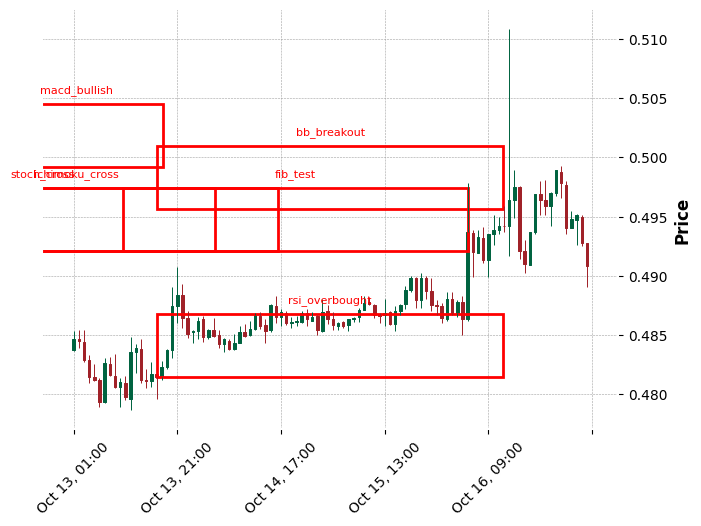 macd_bullish
bb_breakout
stoch_cross
ichimoku_cross
fib_test
rsi_overbought
0.510
0.505
0.500
0.495
0.490
0.485
0.480
Price
Oct 13, 01:00
Oct 13, 21:00
Oct 14, 17:00
Oct 15, 13:00
Oct 16, 09:00